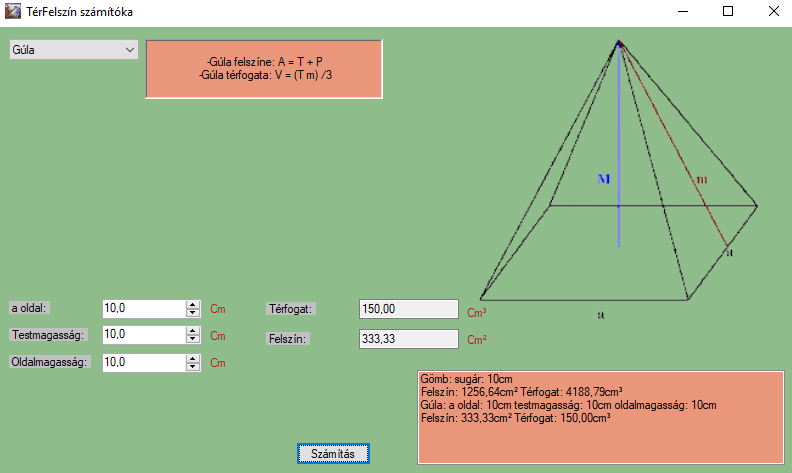 TérFelszín számítóka
Gúla
-Gúla felszíne: A = T + P
-Gúla térfogata: V = (T m) /3
M
m
a
a
a oldal:
10,0
Cm
Térfogat:
150,00
Cm³
Testmagasság:
10,0
Cm
Felszín:
333,33
Cm²
Oldalmagasság:
10,0
Cm
Gömb: sugár: 10cm
Felszín: 1256,64cm² Térfogat: 4188,79cm³
Gúla: a oldal: 10cm testmagasság: 10cm oldalmagasság: 10cm
Felszín: 333,33cm² Térfogat: 150,00cm³
Számítás